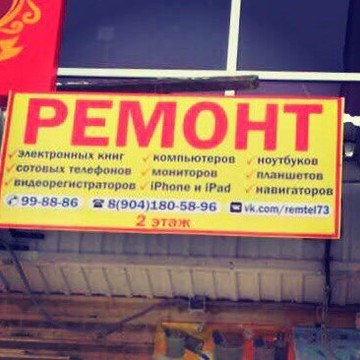 РЕМОНТ
✓электронных книг ✓компьютеров ✓ноутбуков
✓сотовых телефонов ✓мониторов ✓планшетов
✓видеорегистраторов ✓iPhone и iPad ✓навигаторов
99-88-86 8(904)180-58-96 vk.com/remtel73
2 этаж